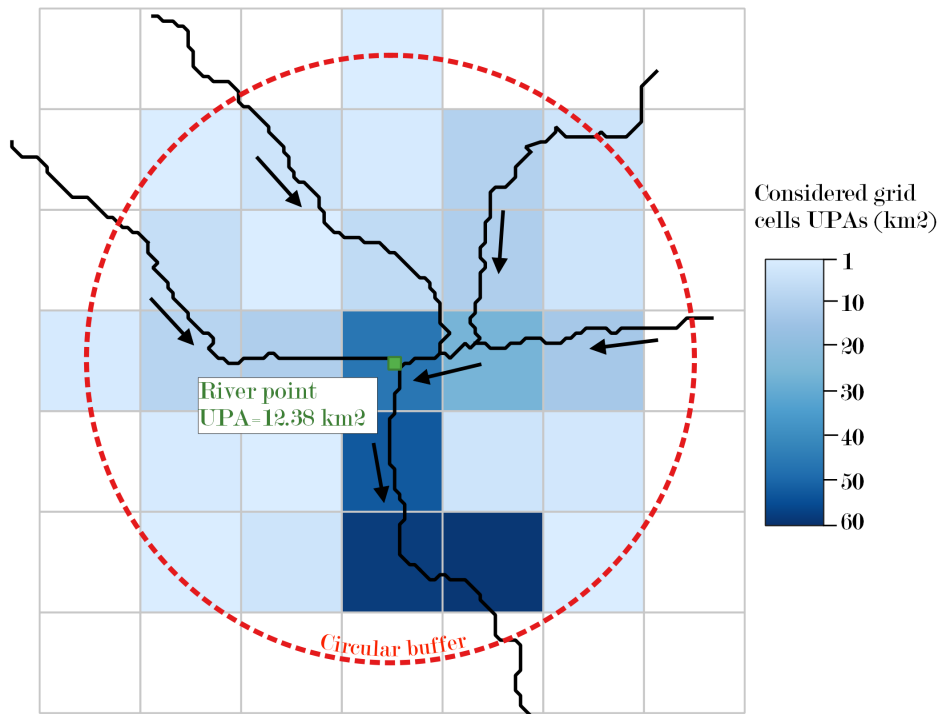 Considered grid
cells UPAs (km2)
1
10
20
30
40
50
60
River point
UPA=12.38 km2
Circular buffer